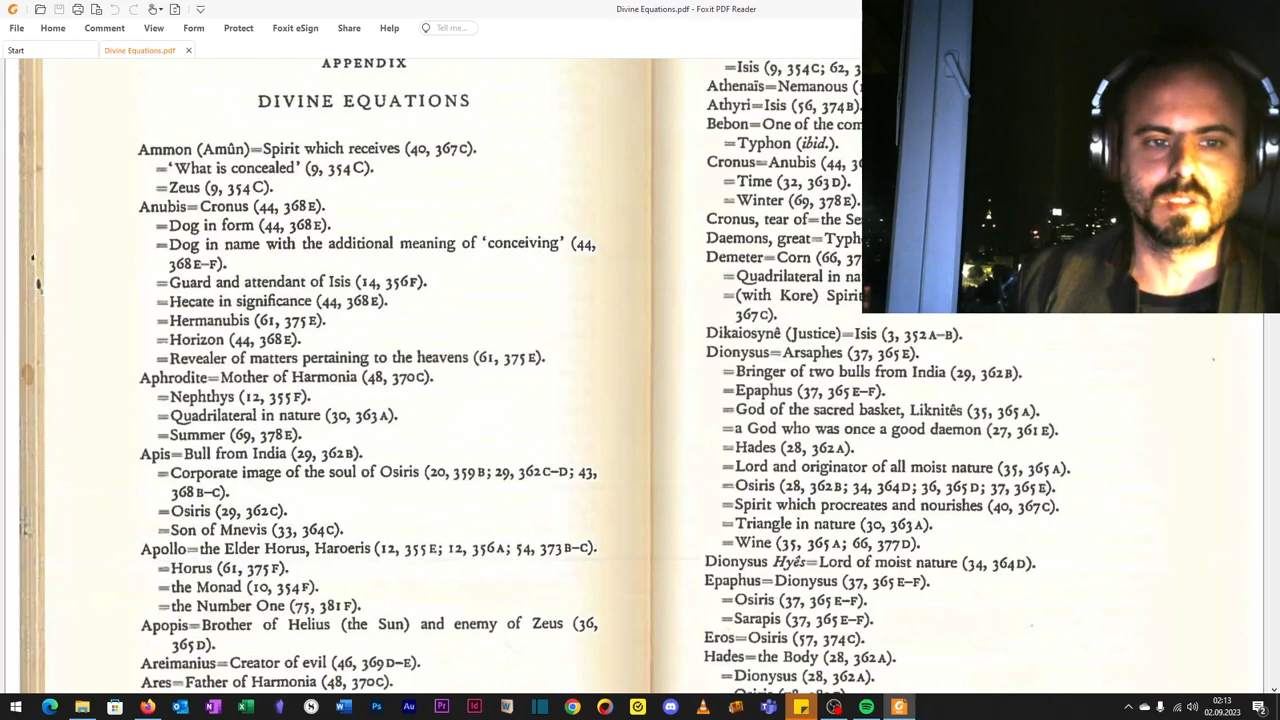 Divine Equations.pdf - Foxit PDF Reader
File Home Comment View Form Protect Foxit eSign Share Help Tell me...
Start Divine Equations.pdf
APPENDIX
DIVINE EQUATIONS
Ammon (Amûn)=Spirit which receives (40, 367C).
='What is concealed' (9, 354C).
=Zeus (9, 354C).
Anubis=Cronus (44, 368E).
=Dog in form (44, 368E).
=Dog in name with the additional meaning of 'conceiving' (44,
368E-F).
=Guard and attendant of Isis (14, 356F).
=Hecate in significance (44, 368E).
=Hermanubis (61, 375E).
=Horizon (44, 368E).
=Revealer of matters pertaining to the heavens (61, 375E).
Aphrodite=Mother of Harmonia (48, 370C).
=Nephthys (12, 355F).
=Quadrilateral in nature (30, 363A).
=Summer (69, 378E).
Apis=Bull from India (29, 362B).
=Corporate image of the soul of Osiris (20, 359B; 29, 362C-D; 43,
368B-C).
=Osiris (29, 362C).
=Son of Mnevis (33, 364C).
Apollo=the Elder Horus, Haroeris (12, 355E; 12, 356A; 54, 373B-C).
=Horus (61, 375F).
=the Monad (10, 354F).
=the Number One (75, 381F).
Apopis=Brother of Helius (the Sun) and enemy of Zeus (36,
365D).
Areimanius=Creator of evil (46, 369D-E).
Ares=Father of Harmonia (48, 370C).
=Isis (9, 354C; 62, 3
Athenaïs=Nemanous (
Athyri=Isis (56, 374B)
Bebon=One of the com
=Typhon (ibid.).
Cronus=Anubis (44, 36
=Time (32, 363D).
=Winter (69, 378E).
Cronus, tear of=the Se
Daemons, great=Typh
Demeter=Corn (66, 37
=Quadrilateral in na
=(with Kore) Spirit
367C).
Dikaiosynê (Justice)=Isis (3, 352A-B).
Dionysus=Arsaphes (37, 365E).
=Bringer of two bulls from India (29, 362B).
=Epaphus (37, 365E-F).
=God of the sacred basket, Liknitês (35, 365A).
=a God who was once a good daemon (27, 361E).
=Hades (28, 362A).
=Lord and originator of all moist nature (35, 365A).
=Osiris (28, 362B; 34, 364D; 36, 365D; 37, 365E).
=Spirit which procreates and nourishes (40, 367C).
=Triangle in nature (30, 363A).
=Wine (35, 365A; 66, 377D).
Dionysus Hyês=Lord of moist nature (34, 364D).
Epaphus=Dionysus (37, 365E-F).
=Osiris (37, 365E-F).
=Sarapis (37, 365E-F).
Eros=Osiris (57, 374C).
Hades=the Body (28, 362A).
=Dionysus (28, 362A).
02:13
02.09.2023